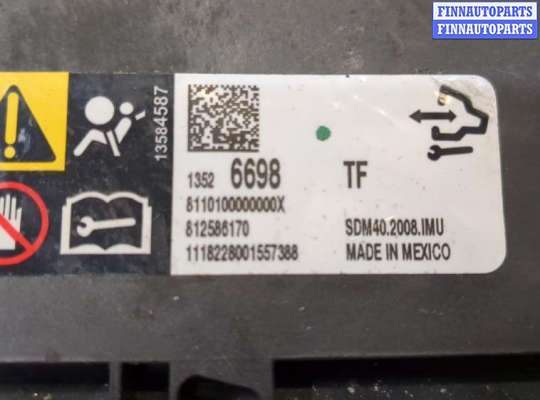 FINNAUTOPARTS
FINNAUTOPARTS
13584587
1352 6698 TF
8110100000000X
812586170 SDM40.2008.IMU
1118228001557388 MADE IN MEXICO